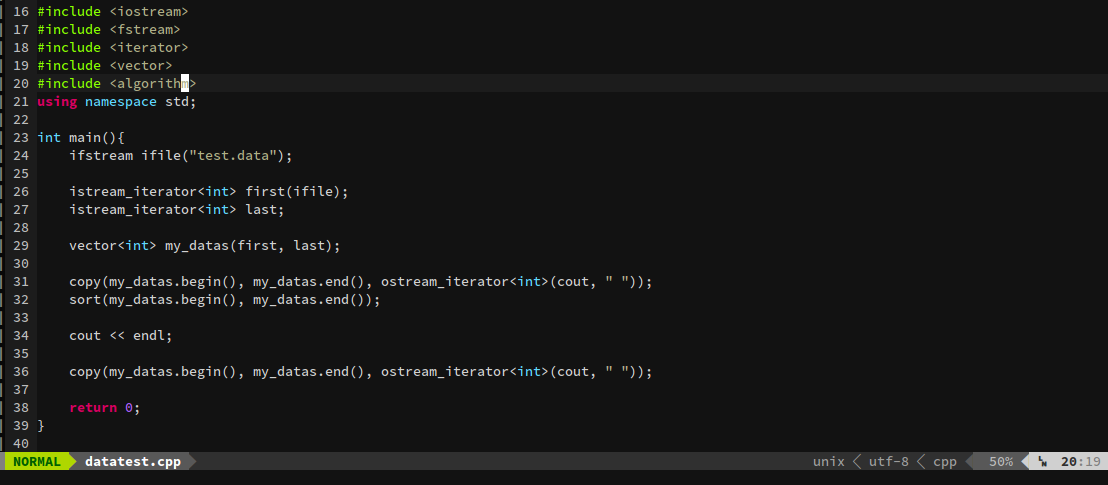 16 #include <iostream>
17 #include <fstream>
18 #include <iterator>
19 #include <vector>
20 #include <algorithm>
21 using namespace std;
22
23 int main(){
24     ifstream ifile("test.data");
25
26     istream_iterator<int> first(ifile);
27     istream_iterator<int> last;
28
29     vector<int> my_datas(first, last);
30
31     copy(my_datas.begin(), my_datas.end(), ostream_iterator<int>(cout, " "));
32     sort(my_datas.begin(), my_datas.end());
33
34     cout << endl;
35
36     copy(my_datas.begin(), my_datas.end(), ostream_iterator<int>(cout, " "));
37
38     return 0;
39 }
40
NORMAL datatest.cpp unix < utf-8 < cpp 50% LN 20:19